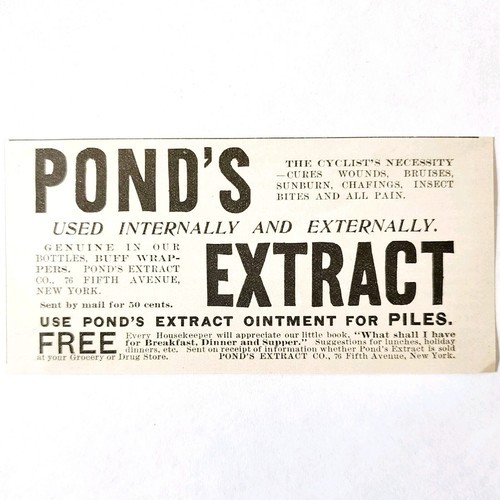 POND'S
THE CYCLIST'S NECESSITY
—CURES WOUNDS, BRUISES,
SUNBURN, CHAFINGS, INSECT
BITES AND ALL PAIN.
USED INTERNALLY AND EXTERNALLY.
GENUINE IN OUR
BOTTLES, BUFF WRAP-
PERS. POND'S EXTRACT
CO., 76 FIFTH AVENUE,
NEW YORK.
Sent by mail for 50 cents.
EXTRACT
USE POND'S EXTRACT OINTMENT FOR PILES.
FREE Every Housekeeper will appreciate our little book, "What shall I have
for Breakfast, Dinner and Supper." Suggestions for lunches, holiday
dinners, etc. Sent on receipt of information whether Pond's Extract is sold
at your Grocery or Drug Store. POND'S EXTRACT CO., 76 Fifth Avenue, New York.